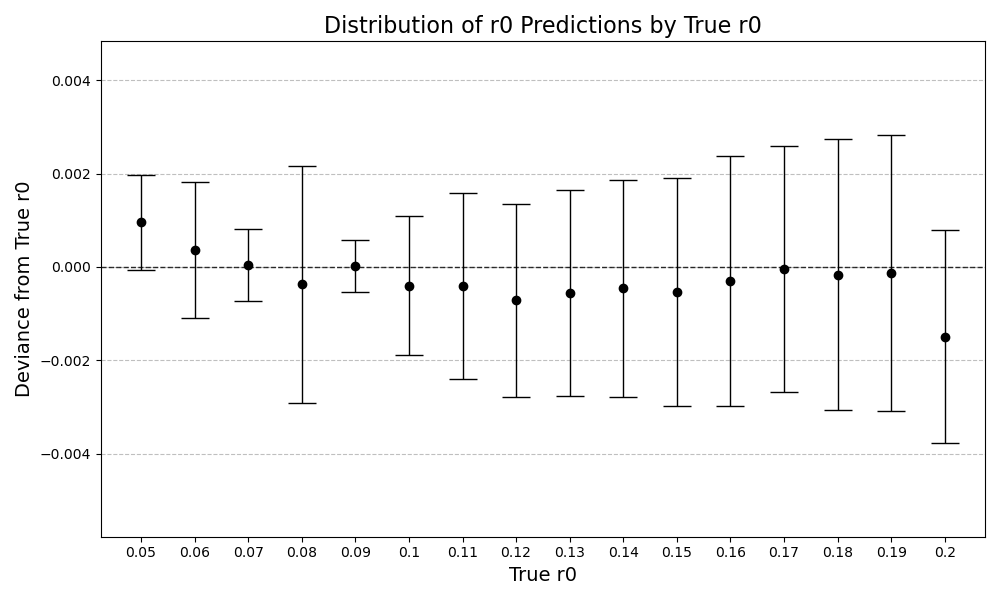 Distribution of r0 Predictions by True r0
Deviance from True r0
0.004
0.002
0.000
−0.002
−0.004
0.05 0.06 0.07 0.08 0.09 0.1 0.11 0.12 0.13 0.14 0.15 0.16 0.17 0.18 0.19 0.2
True r0